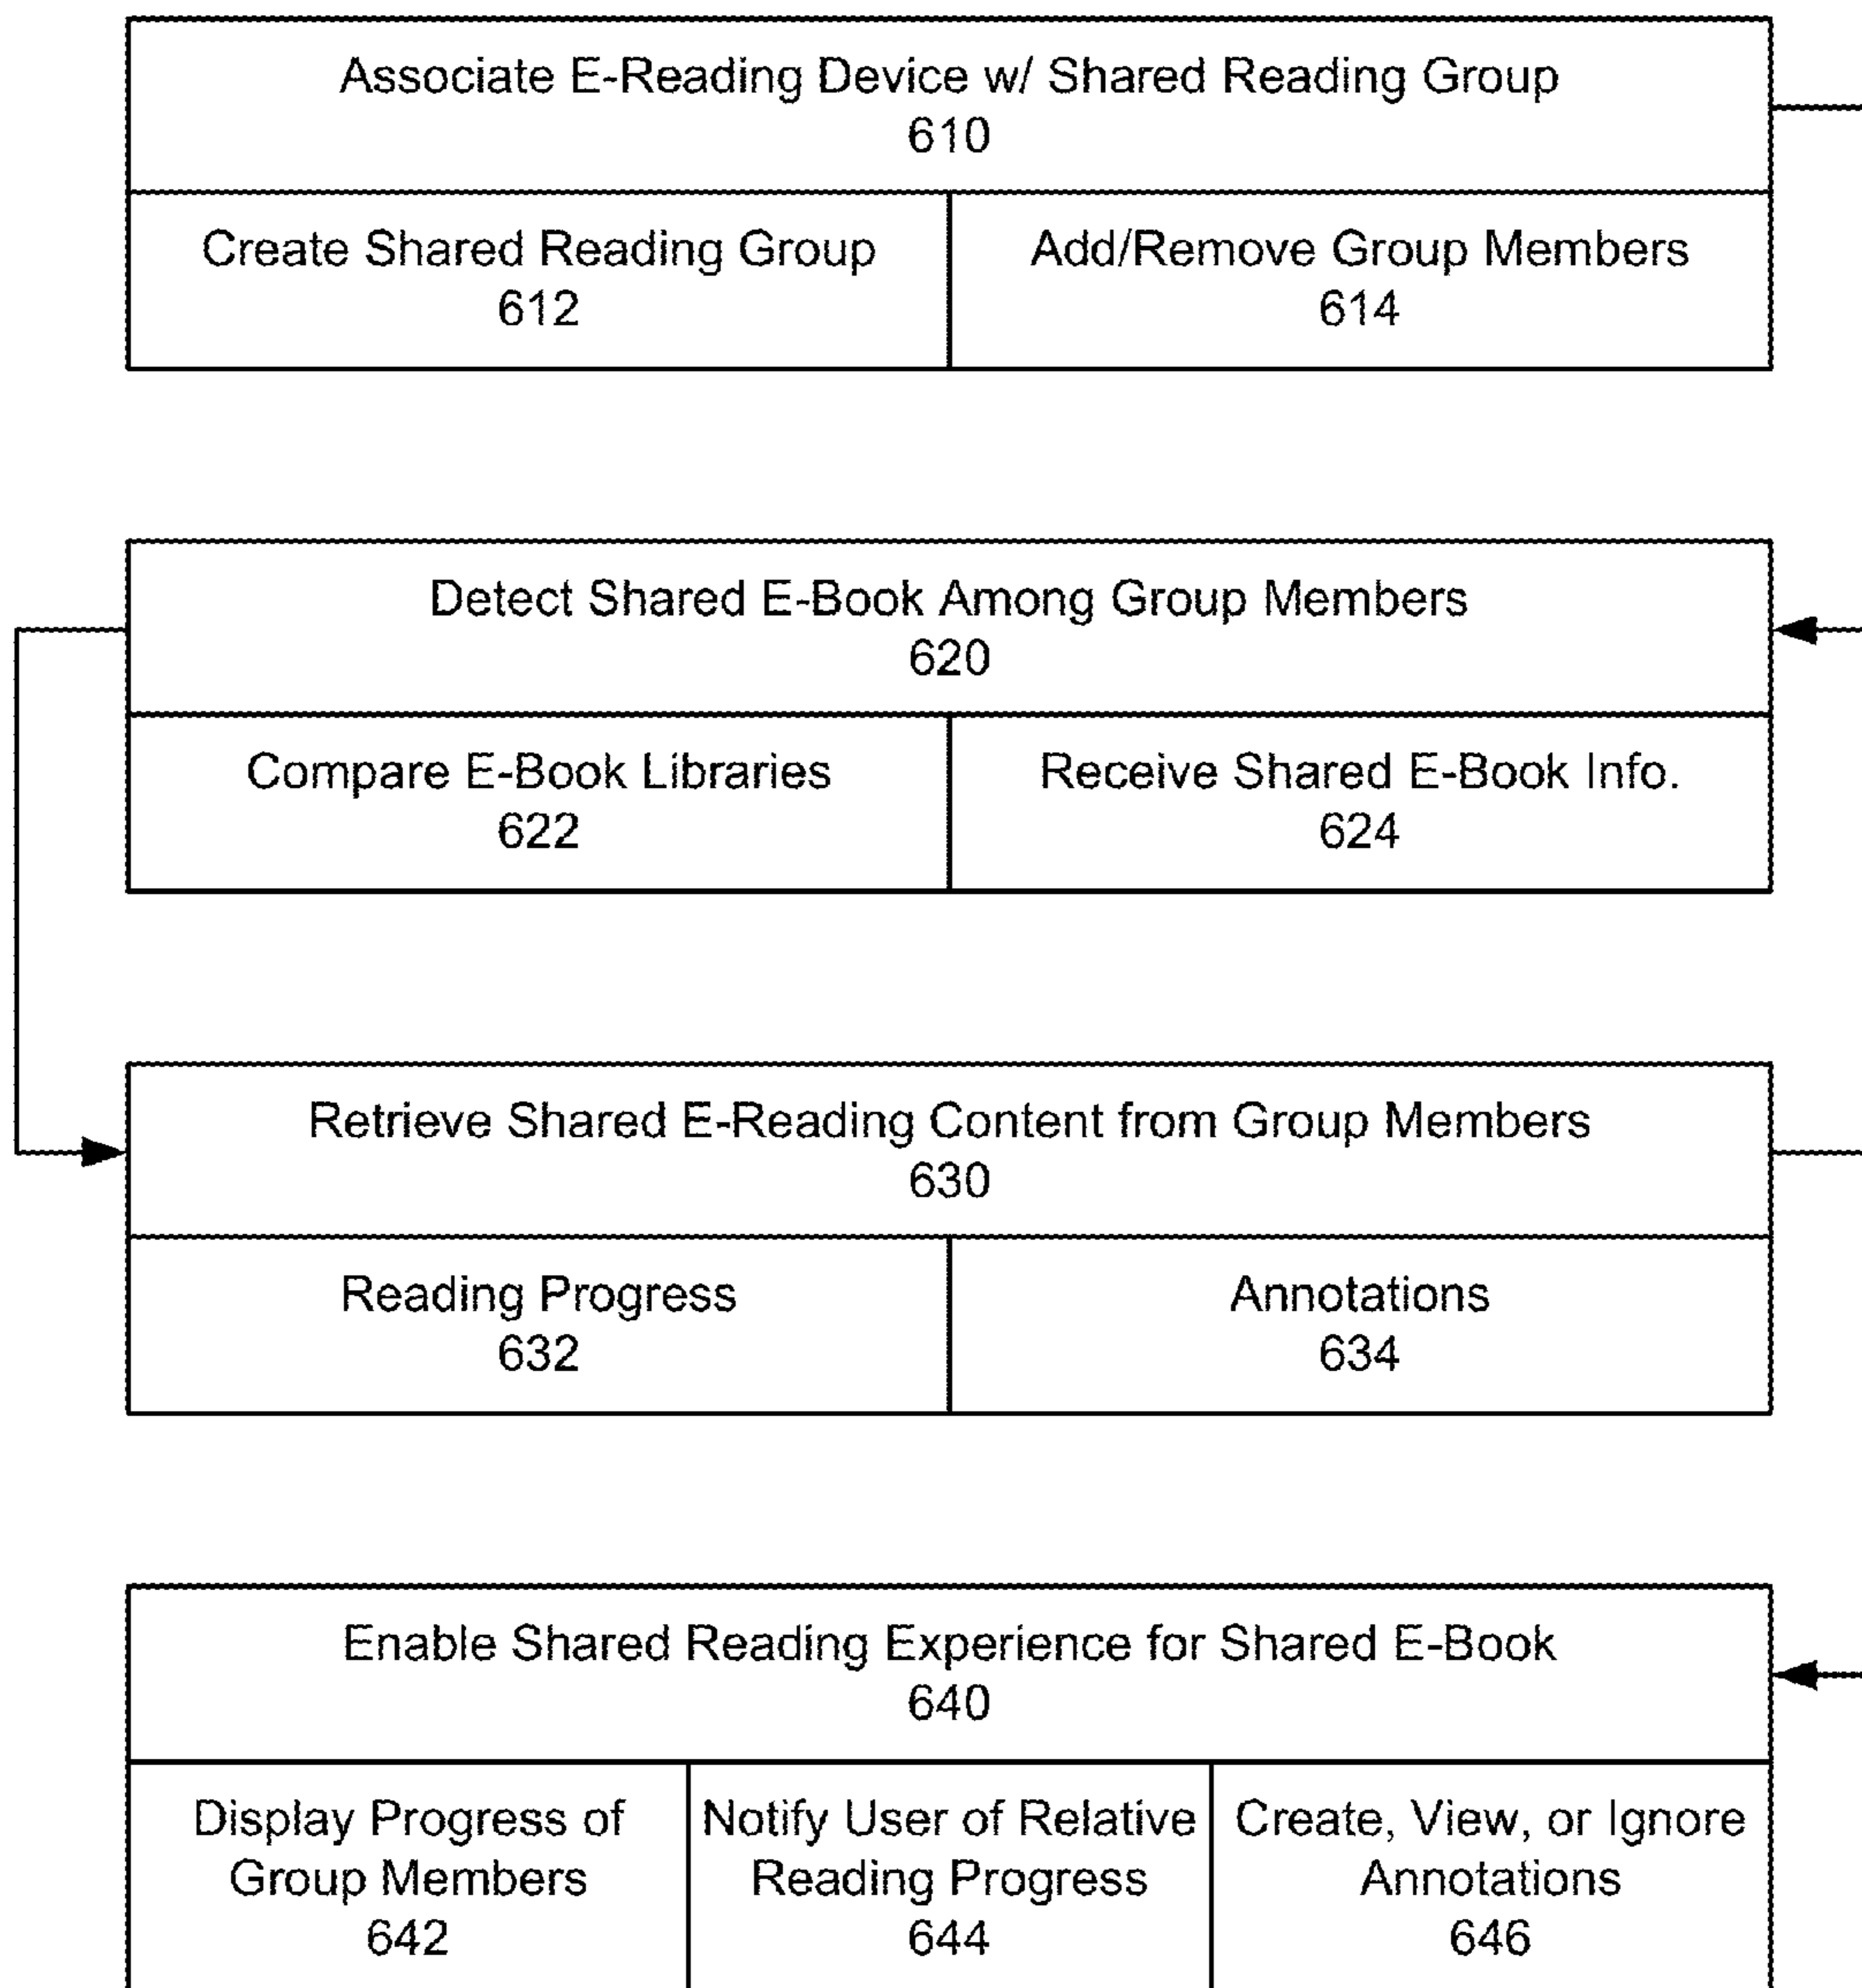 Associate E-Reading Device w/ Shared Reading Group
610
Create Shared Reading Group
612
Add/Remove Group Members
614
Detect Shared E-Book Among Group Members
620
Compare E-Book Libraries
622
Receive Shared E-Book Info.
624
Retrieve Shared E-Reading Content from Group Members
630
Reading Progress
632
Annotations
634
Enable Shared Reading Experience for Shared E-Book
640
Display Progress of
Group Members
642
Notify User of Relative
Reading Progress
644
Create, View, or Ignore
Annotations
646